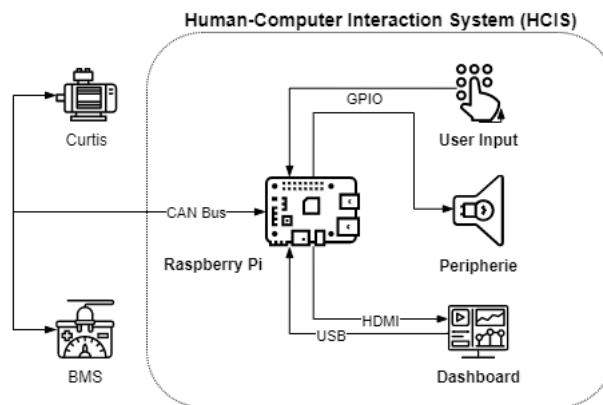 Human-Computer Interaction System (HCIS)
GPIO
Curtis
User Input
CAN Bus
Raspberry Pi
Peripherie
HDMI
USB
BMS
Dashboard